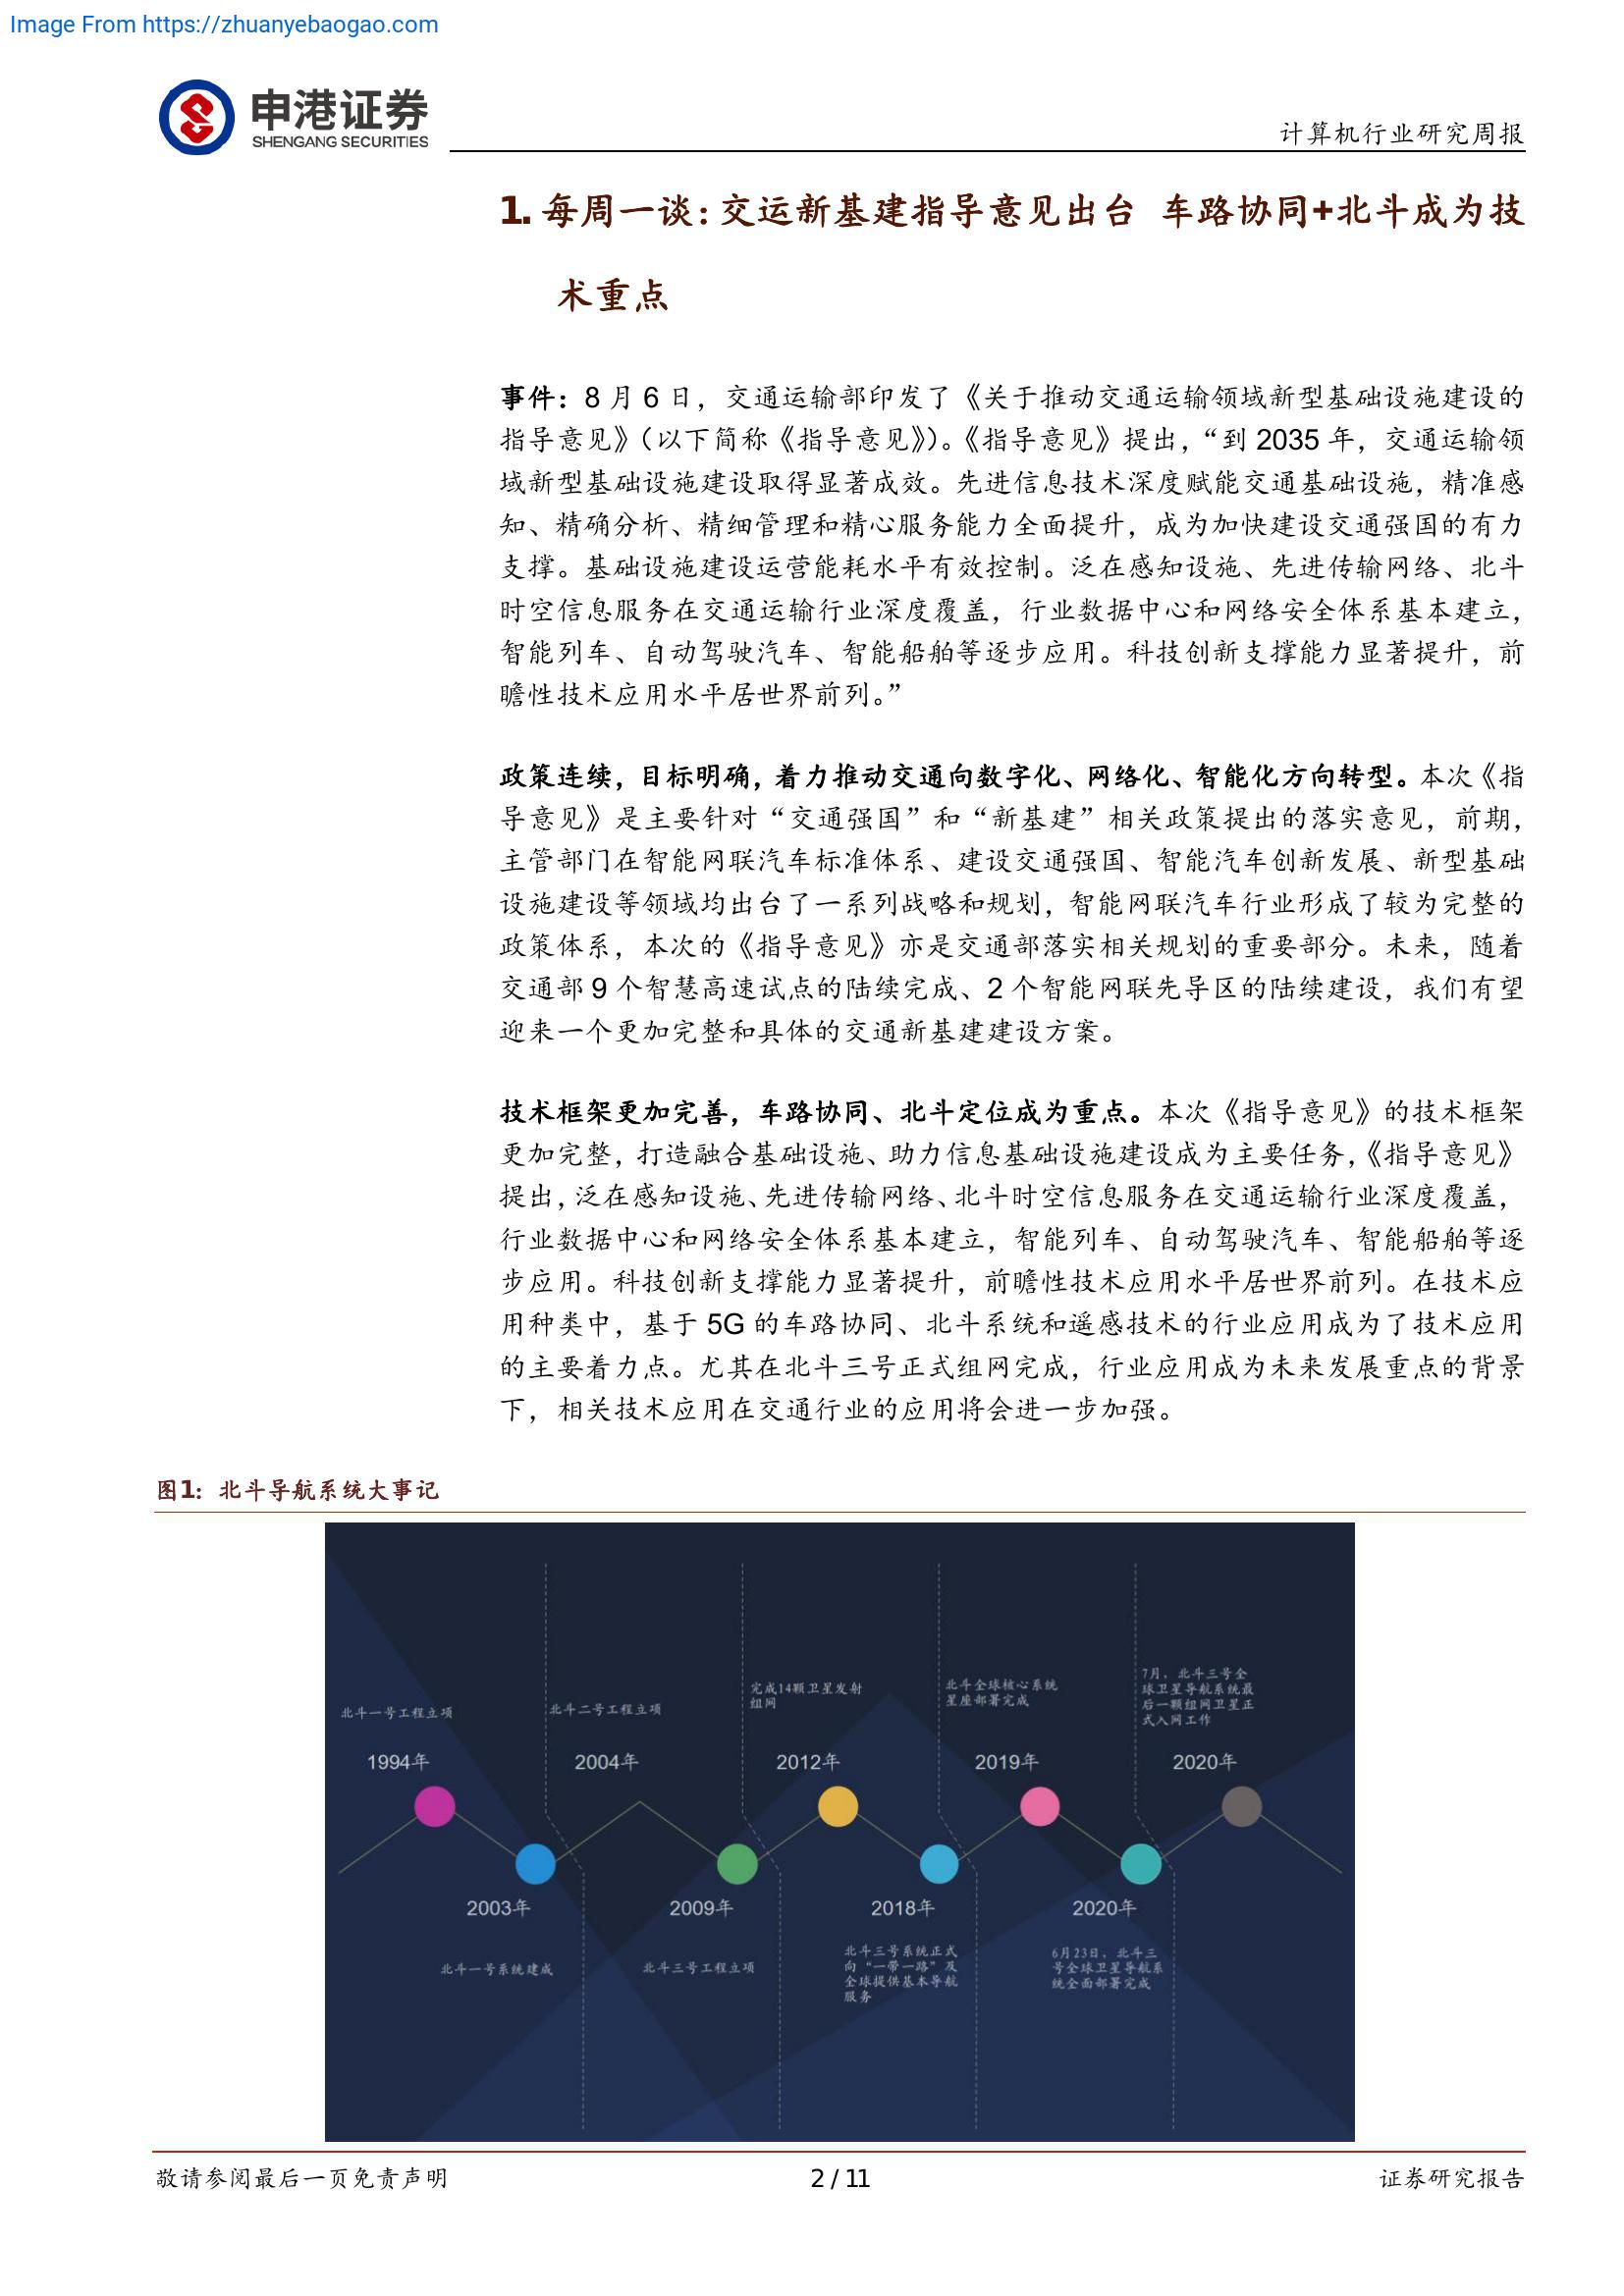 Image From https://zhuanyebaogao.com
申港证券
SHENGANG SECURITIES
计算机行业研究周报
1. 每周一谈：交运新基建指导意见出台 车路协同+北斗成为技
术重点
事件：8 月 6 日，交通运输部印发了《关于推动交通运输领域新型基础设施建设的
指导意见》（以下简称《指导意见》）。《指导意见》提出，“到 2035 年，交通运输领
域新型基础设施建设取得显著成效。先进信息技术深度赋能交通基础设施，精准感
知、精确分析、精细管理和精心服务能力全面提升，成为加快建设交通强国的有力
支撑。基础设施建设运营能耗水平有效控制。泛在感知设施、先进传输网络、北斗
时空信息服务在交通运输行业深度覆盖，行业数据中心和网络安全体系基本建立，
智能列车、自动驾驶汽车、智能船舶等逐步应用。科技创新支撑能力显著提升，前
瞻性技术应用水平居世界前列。”
政策连续，目标明确，着力推动交通向数字化、网络化、智能化方向转型。本次《指
导意见》是主要针对“交通强国”和“新基建”相关政策提出的落实意见，前期，
主管部门在智能网联汽车标准体系、建设交通强国、智能汽车创新发展、新型基础
设施建设等领域均出台了一系列战略和规划，智能网联汽车行业形成了较为完整的
政策体系，本次的《指导意见》亦是交通部落实相关规划的重要部分。未来，随着
交通部 9 个智慧高速试点的陆续完成、2 个智能网联先导区的陆续建设，我们有望
迎来一个更加完整和具体的交通新基建建设方案。
技术框架更加完善，车路协同、北斗定位成为重点。本次《指导意见》的技术框架
更加完整，打造融合基础设施、助力信息基础设施建设成为主要任务，《指导意见》
提出，泛在感知设施、先进传输网络、北斗时空信息服务在交通运输行业深度覆盖，
行业数据中心和网络安全体系基本建立，智能列车、自动驾驶汽车、智能船舶等逐
步应用。科技创新支撑能力显著提升，前瞻性技术应用水平居世界前列。在技术应
用种类中，基于 5G 的车路协同、北斗系统和遥感技术的行业应用成为了技术应用
的主要着力点。尤其在北斗三号正式组网完成，行业应用成为未来发展重点的背景
下，相关技术应用在交通行业的应用将会进一步加强。
图1：北斗导航系统大事记
北斗一号工程立项
1994年
北斗二号工程立项
2004年
完成14颗卫星发射
组网
2012年
北斗全球核心系统
星座部署完成
2019年
7月，北斗三号全
球卫星导航系统最
后一颗组网卫星正
式入网工作
2020年
2003年
北斗一号系统建成
2009年
北斗三号工程立项
2018年
北斗三号系统正式
向“一带一路”及
全球提供基本导航
服务
2020年
6月23日，北斗三
号全球卫星导航系
统全面部署完成
敬请参阅最后一页免责声明
2 / 11
证券研究报告